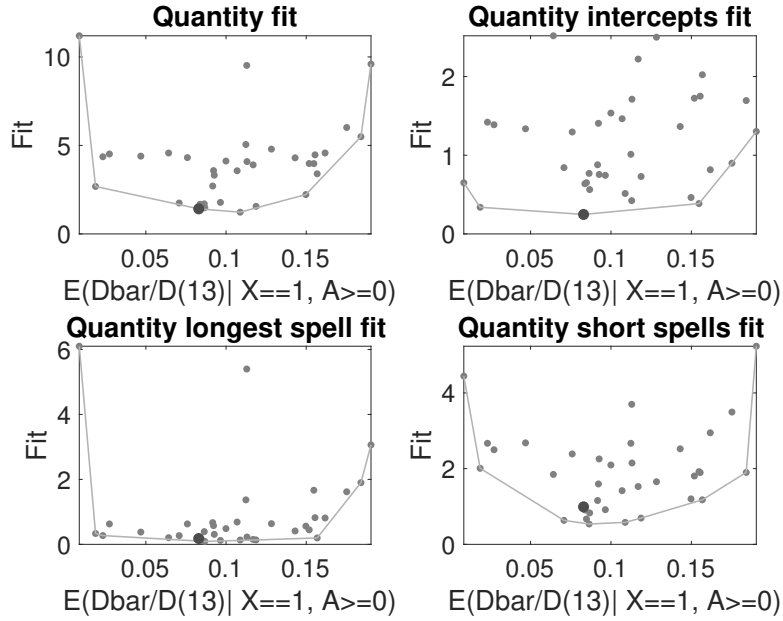 Quantity fit
10
5
0
Fit
0.05 0.1 0.15
E(Dbar/D(13)| X==1, A>=0)
Quantity intercepts fit
2
1
0
Fit
0.05 0.1 0.15
E(Dbar/D(13)| X==1, A>=0)
Quantity longest spell fit
6
4
2
0
Fit
0.05 0.1 0.15
E(Dbar/D(13)| X==1, A>=0)
Quantity short spells fit
4
2
0
Fit
0.05 0.1 0.15
E(Dbar/D(13)| X==1, A>=0)